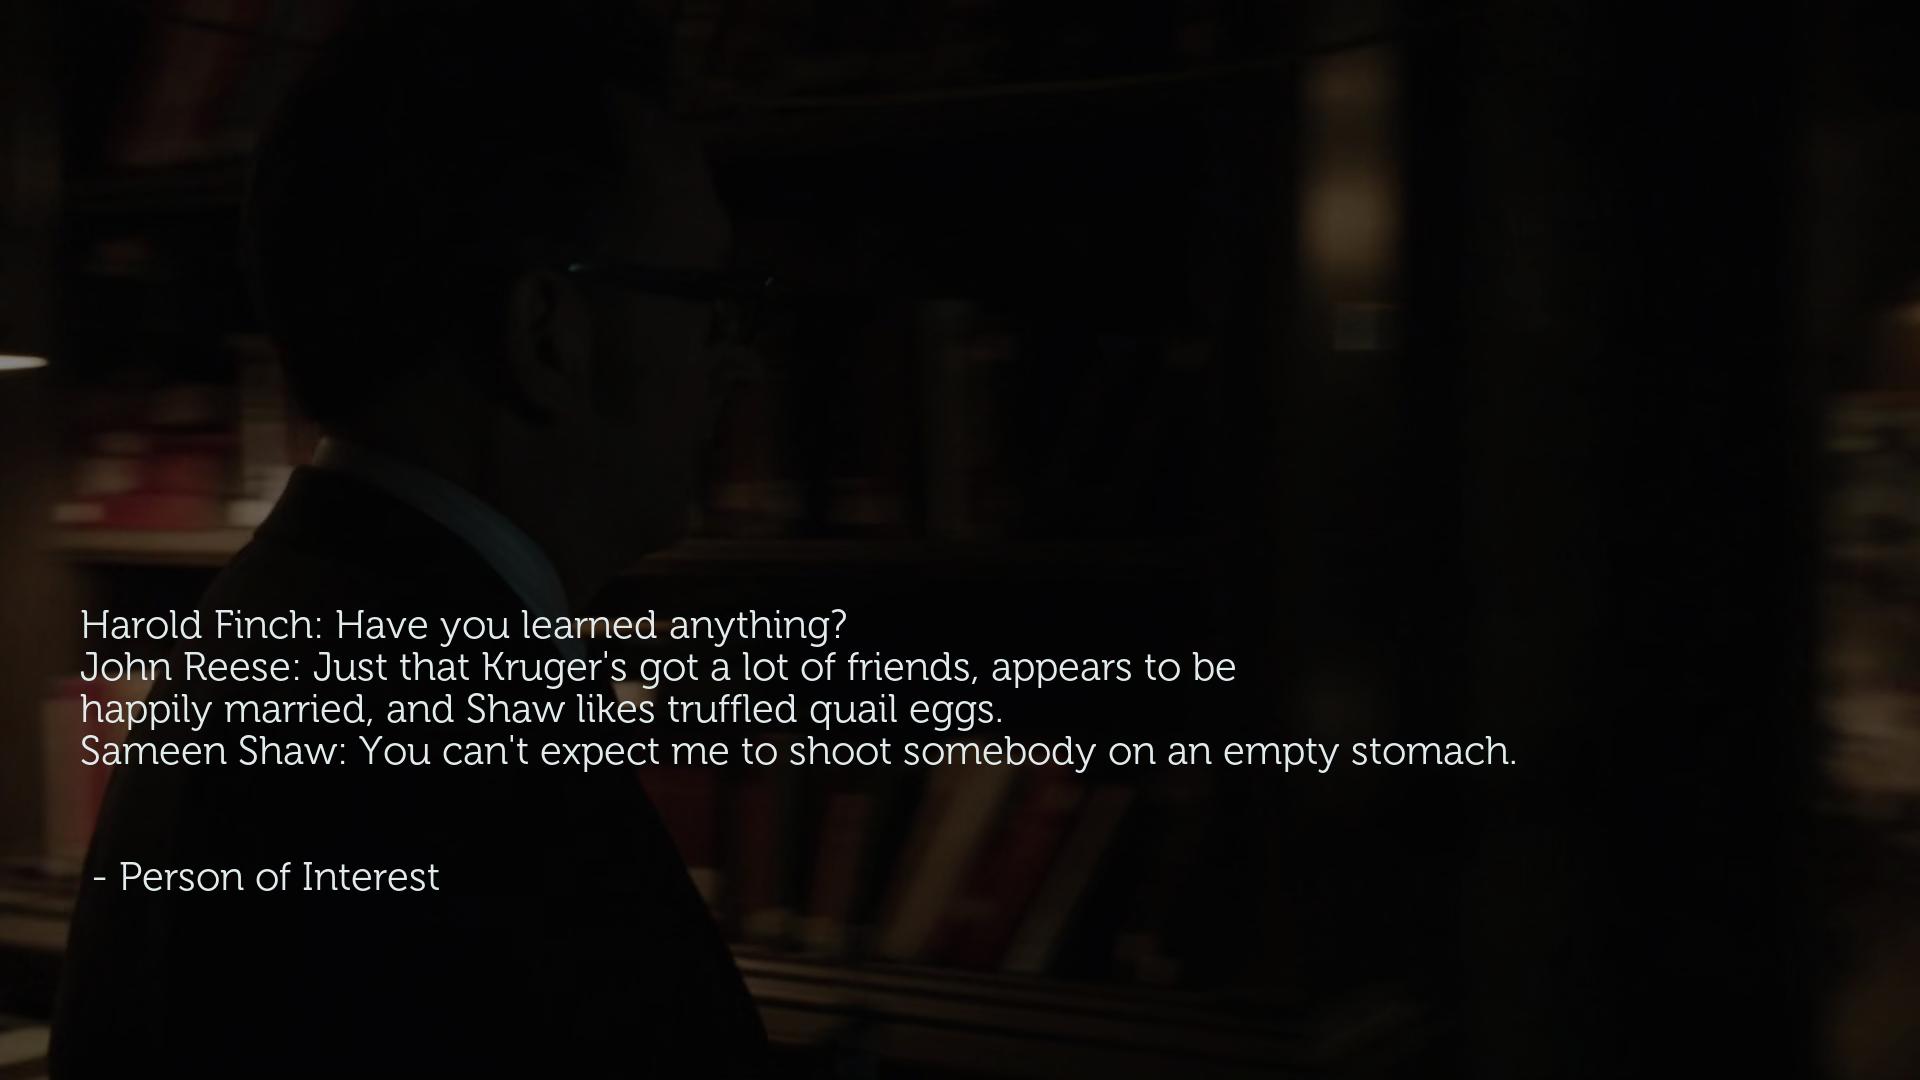 Harold Finch: Have you learned anything?
John Reese: Just that Kruger's got a lot of friends, appears to be
happily married, and Shaw likes truffled quail eggs.
Sameen Shaw: You can't expect me to shoot somebody on an empty stomach.
- Person of Interest